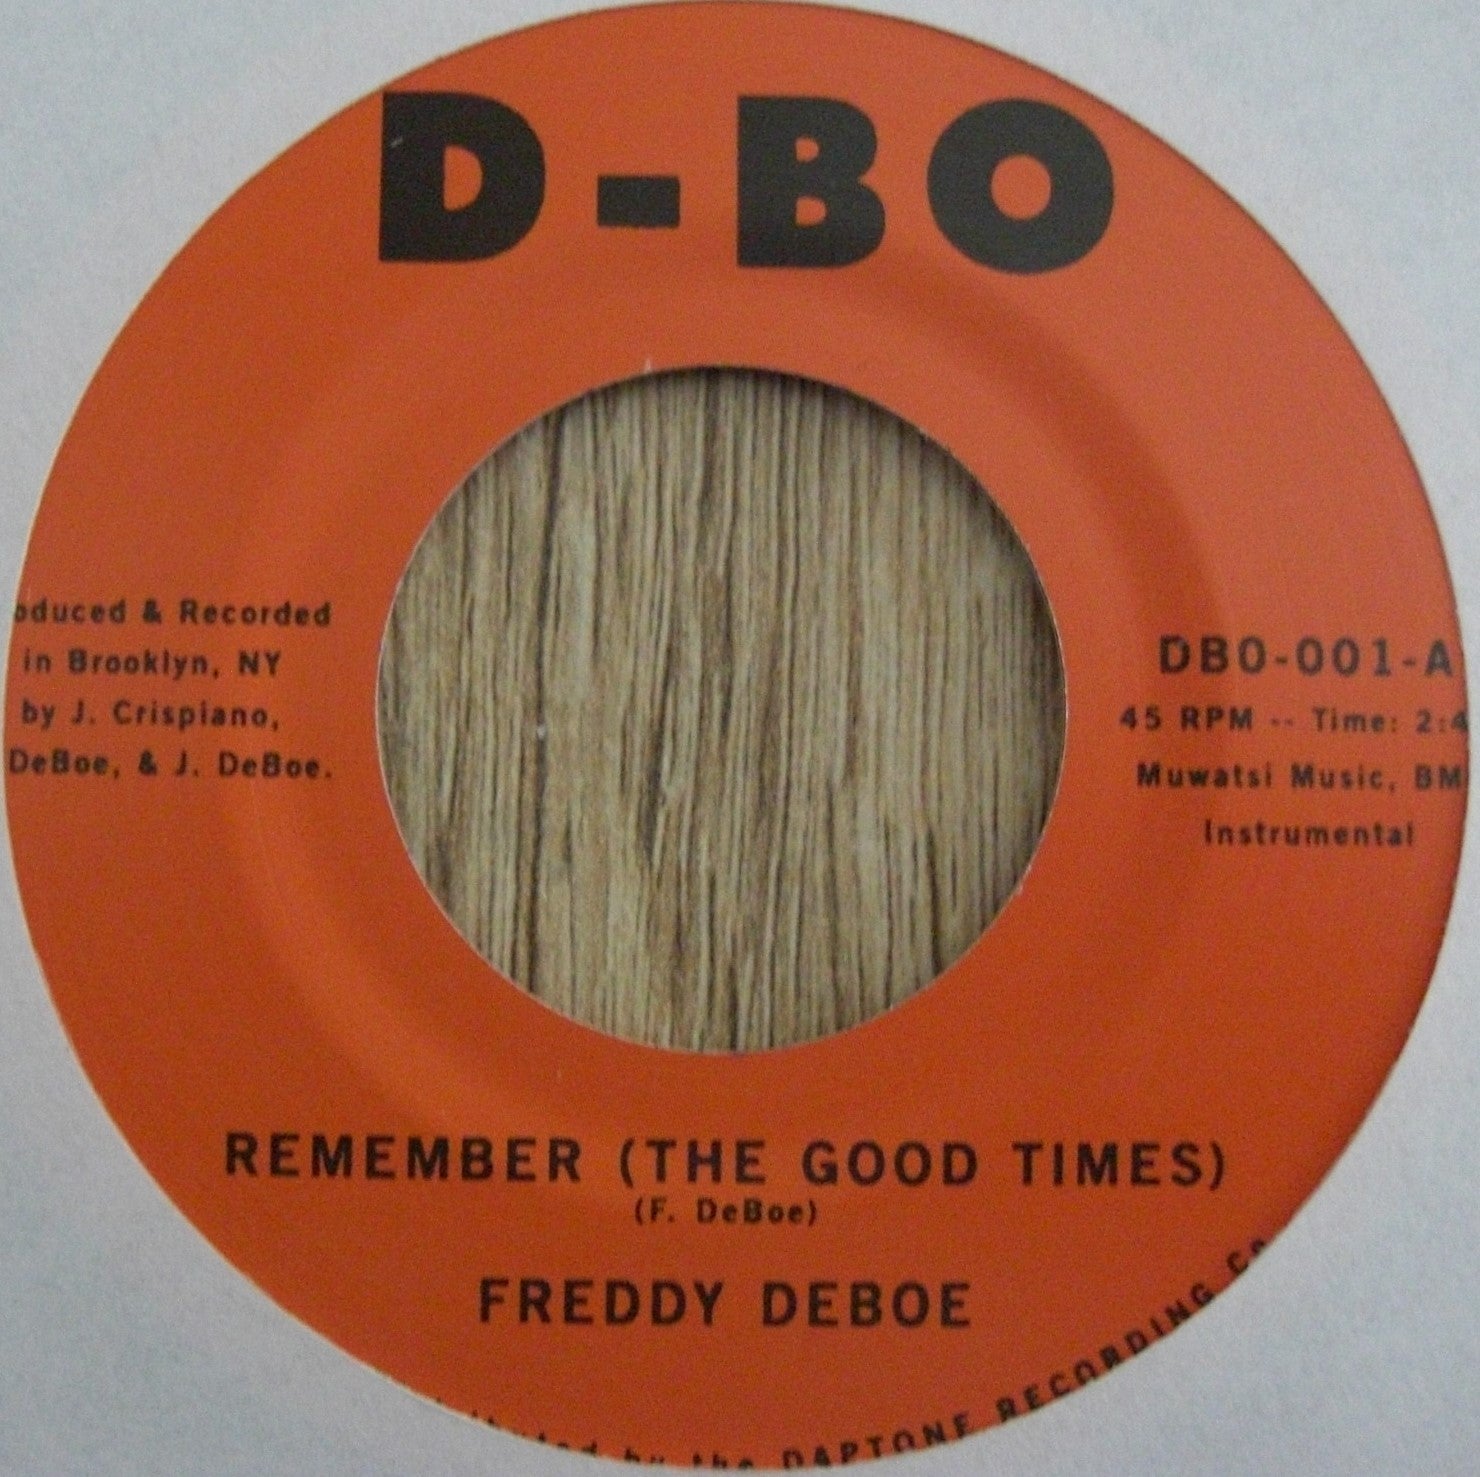 D-BO
oduced & Recorded
in Brooklyn, NY
by J. Crispiano,
DeBoe, & J. DeBoe.
DBO-001-A
45 RPM -- Time: 2:4
Muwatsi Music, BM
Instrumental
REMEMBER (THE GOOD TIMES)
(F. DeBoe)
FREDDY DEBOE
by the DAPTONE RECORDING CO